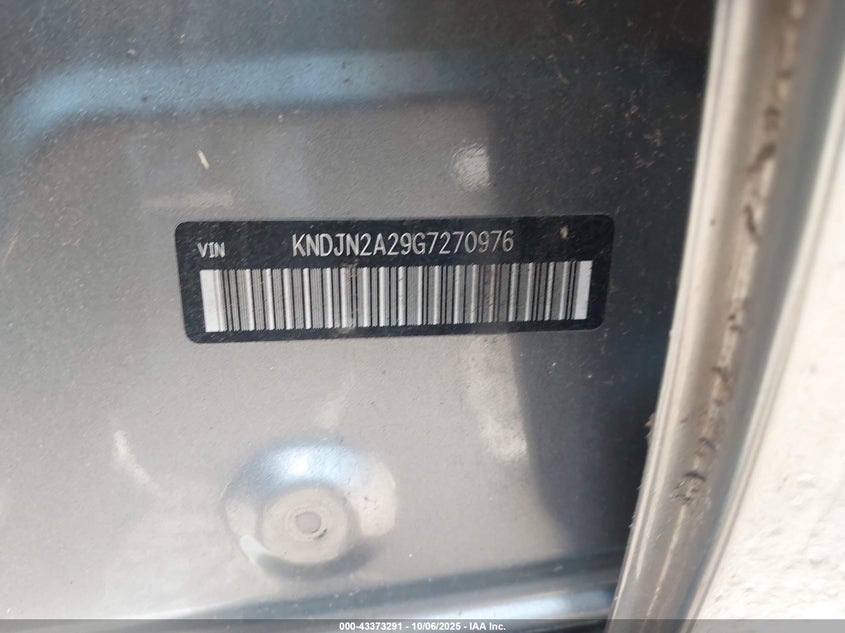 VIN KNDJN2A29G7270976
000-43373291 - 10/06/2025 - IAA Inc.